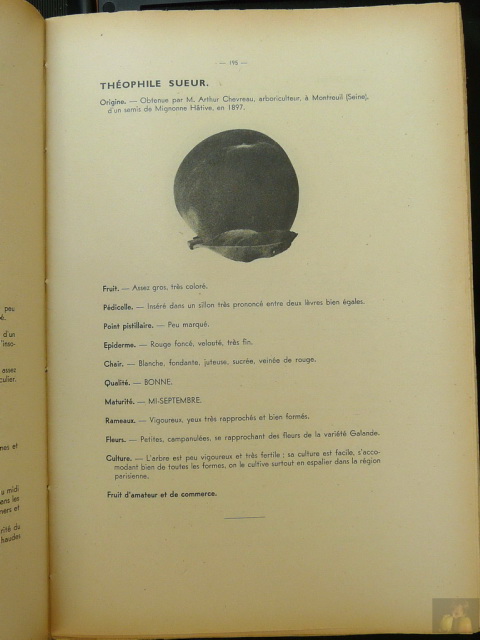 — 195 —
THÉOPHILE SUEUR.
Origine. — Obtenue par M. Arthur Chevreau, arboriculteur, à Montreuil (Seine),
d'un semis de Mignonne Hâtive, en 1897.
Fruit. — Assez gros, très coloré.
Pédicelle. — Inséré dans un sillon très prononcé entre deux lèvres bien égales.
Point pistillaire. — Peu marqué.
Epiderme. — Rouge foncé, velouté, très fin.
Chair. — Blanche, fondante, juteuse, sucrée, veinée de rouge.
Qualité. — BONNE.
Maturité. — MI-SEPTEMBRE.
Rameaux. — Vigoureux, yeux très rapprochés et bien formés.
Fleurs. — Petites, campanulées, se rapprochant des fleurs de la variété Galande.
Culture. — L'arbre est peu vigoureux et très fertile ; sa culture est facile, s'acco-
modant bien de toutes les formes, on le cultive surtout en espalier dans la région
parisienne.
Fruit d'amateur et de commerce.